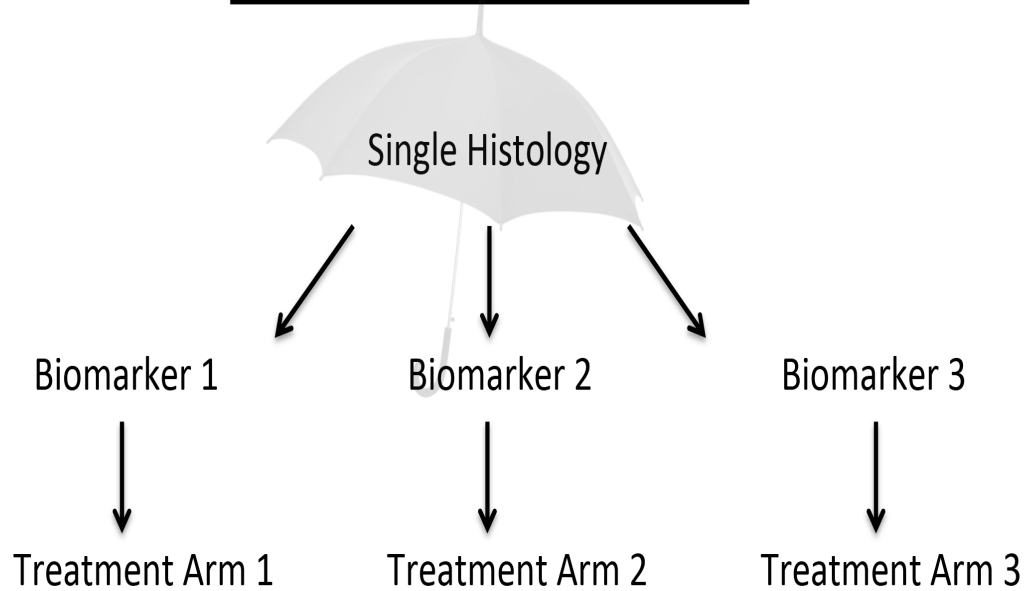 Single Histology
Biomarker 1 Biomarker 2 Biomarker 3
Treatment Arm 1 Treatment Arm 2 Treatment Arm 3